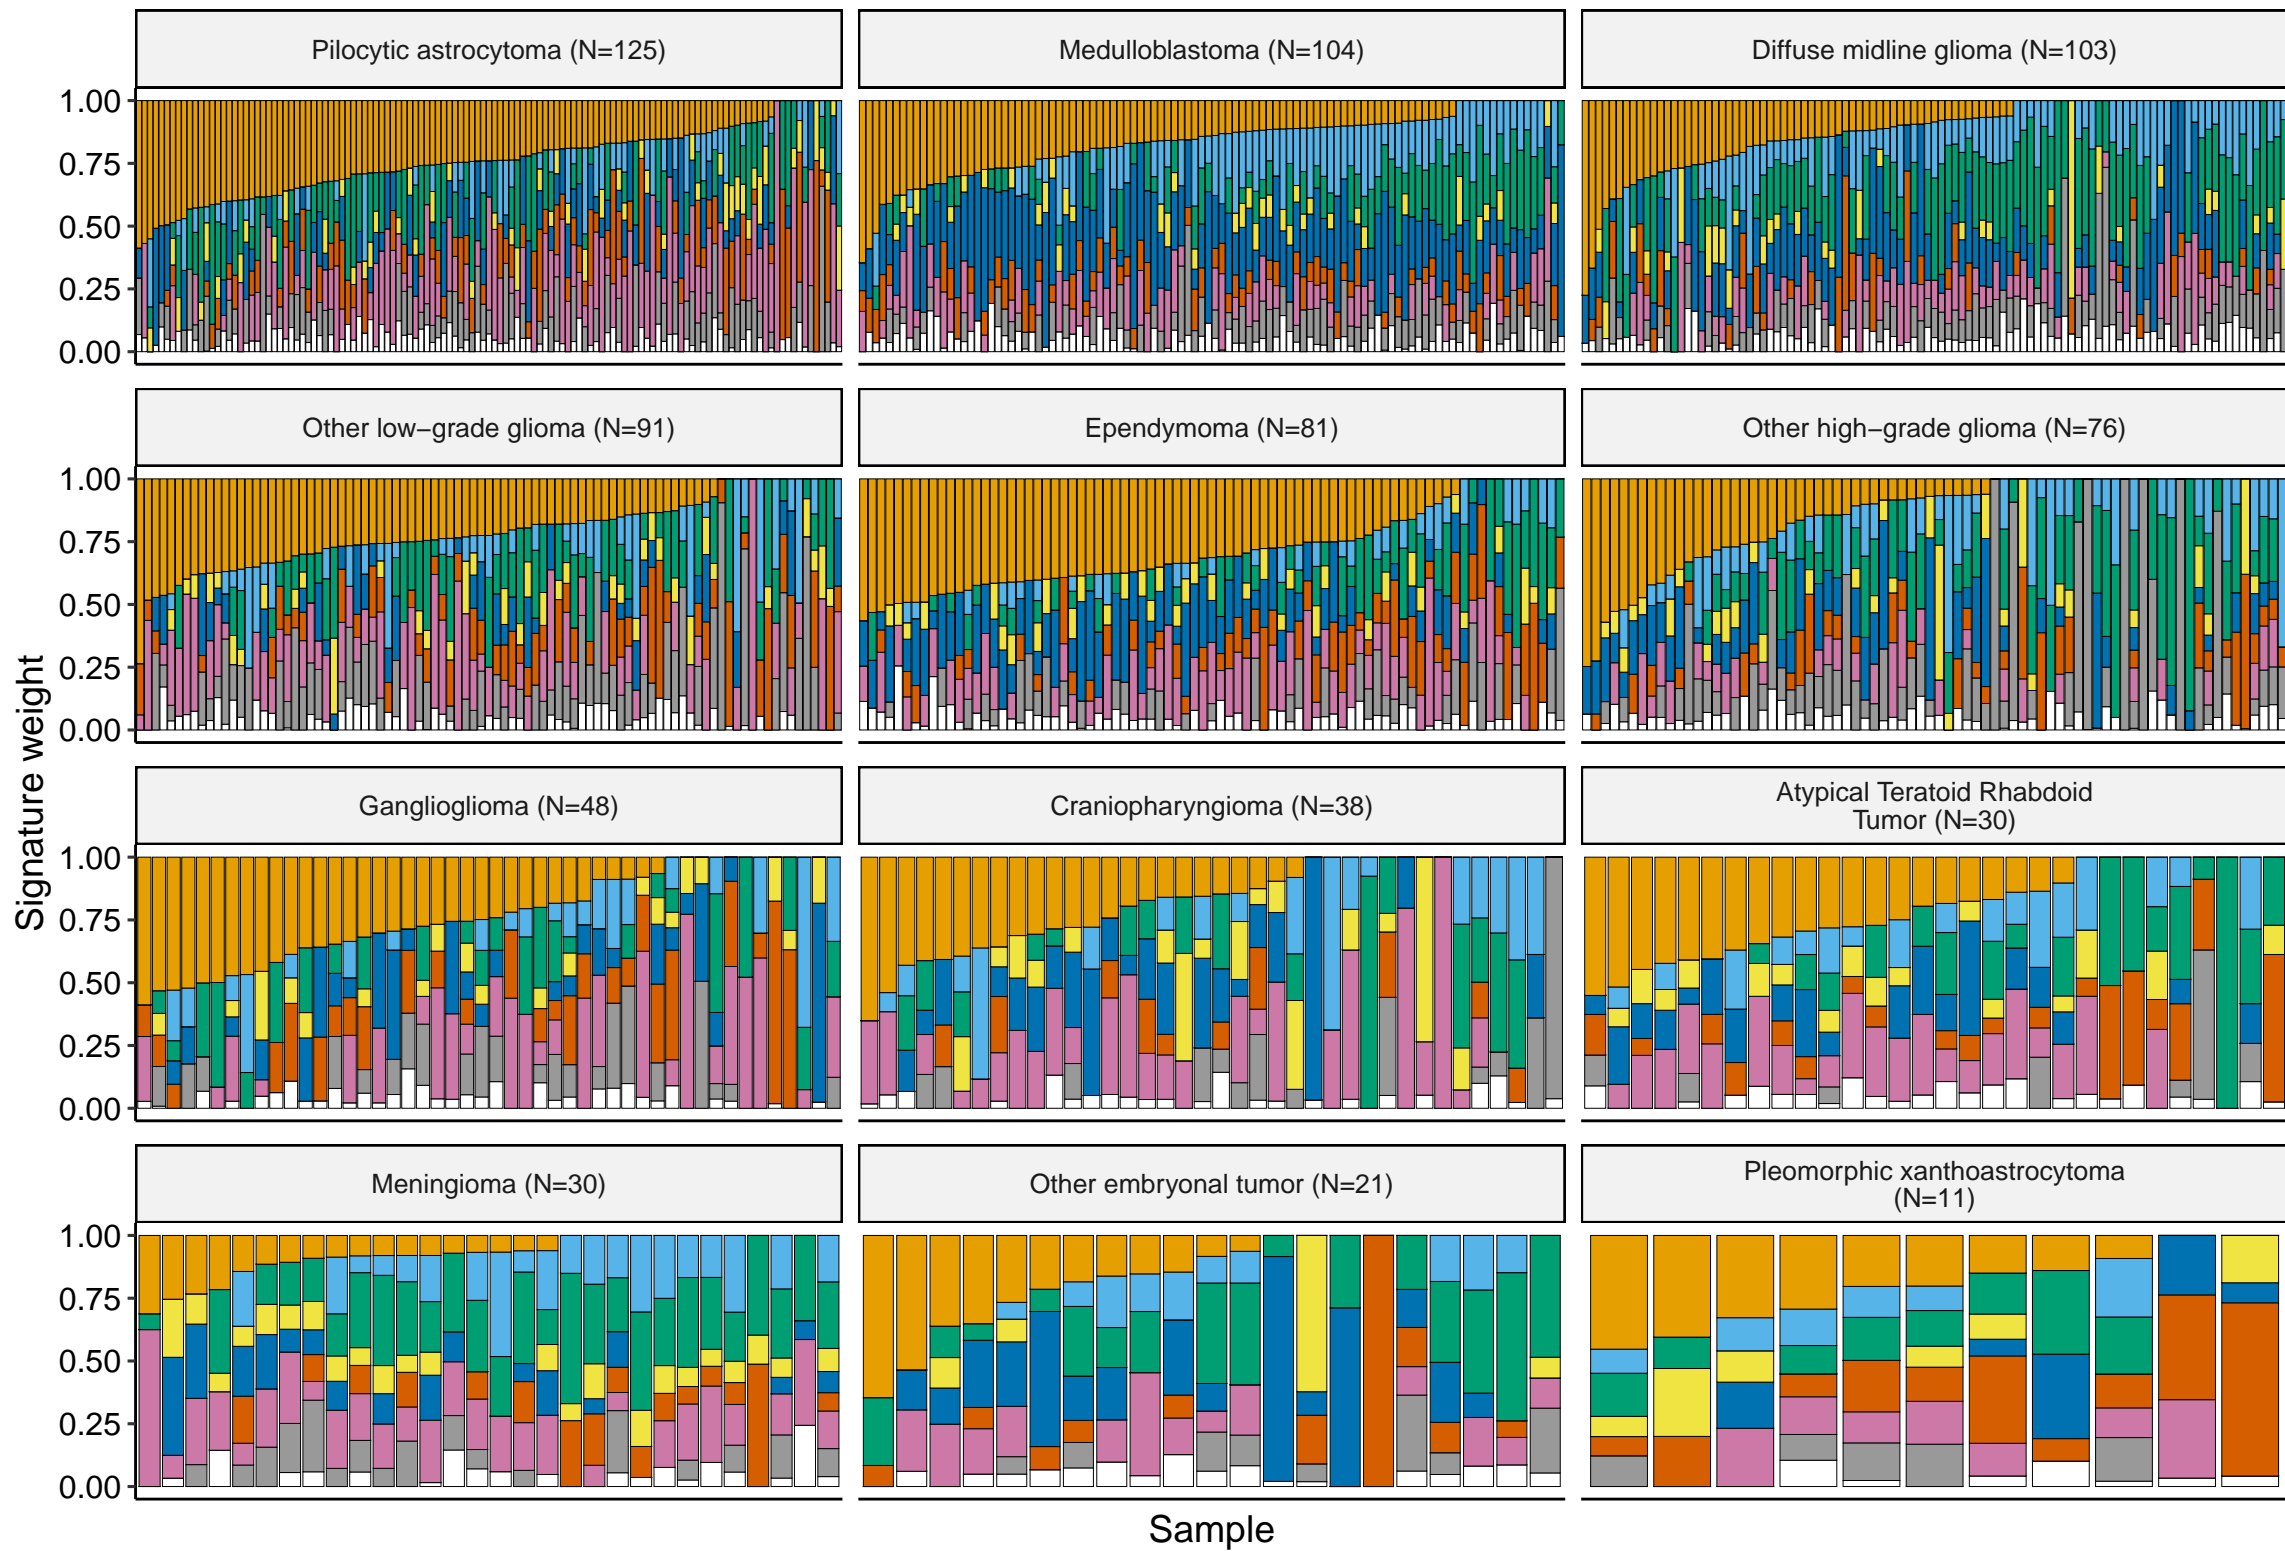 Pilocytic astrocytoma (N=125)
Medulloblastoma (N=104)
Diffuse midline glioma (N=103)
1.00
0.75
0.50
0.25
0.00
Other low−grade glioma (N=91)
Ependymoma (N=81)
Other high−grade glioma (N=76)
1.00
0.75
0.50
0.25
0.00
Signature weight
Ganglioglioma (N=48)
Craniopharyngioma (N=38)
Atypical Teratoid Rhabdoid
Tumor (N=30)
1.00
0.75
0.50
0.25
0.00
Meningioma (N=30)
Other embryonal tumor (N=21)
Pleomorphic xanthoastrocytoma
(N=11)
1.00
0.75
0.50
0.25
0.00
Sample